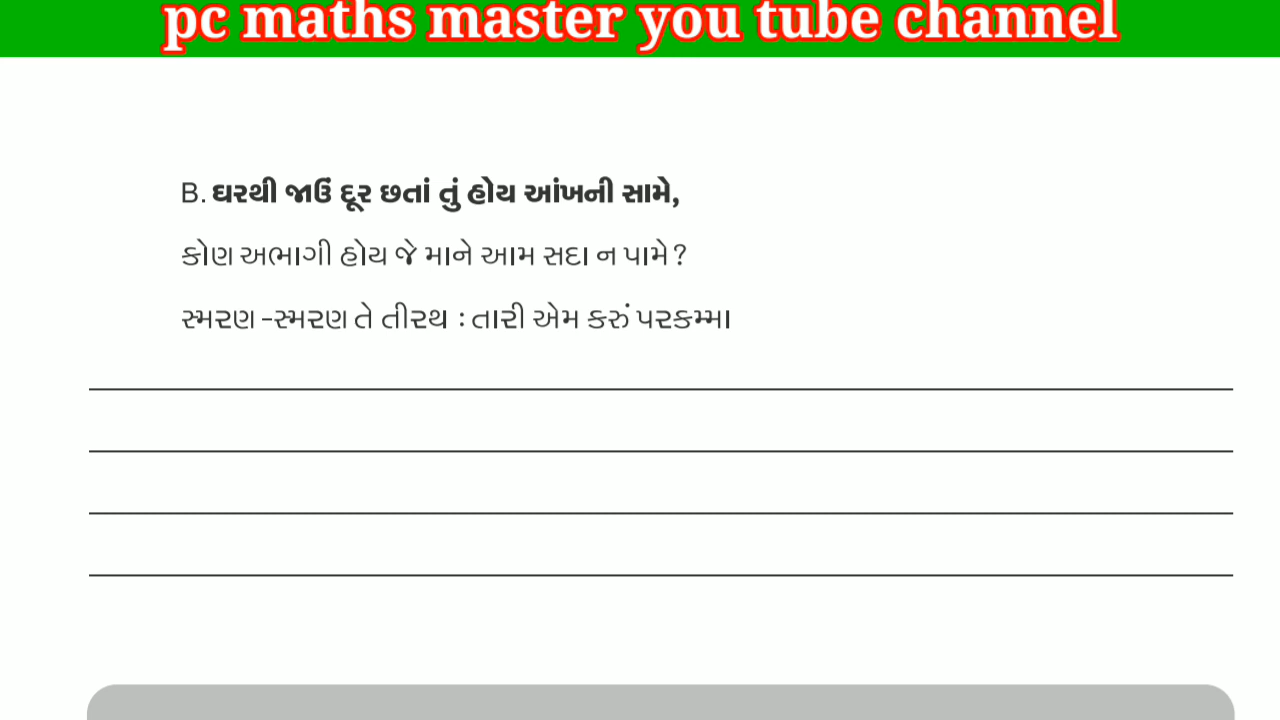 pc maths master you tube channel
B. ઘરથી જાઉં દૂર છતાં તું હોય આંખની સામે,
કોણ અભાગી હોય જે માને આમ સદા ન પામે?
સ્મરણ -સ્મરણ તે તીરથ : તારી એમ કરું પરકમ્મા